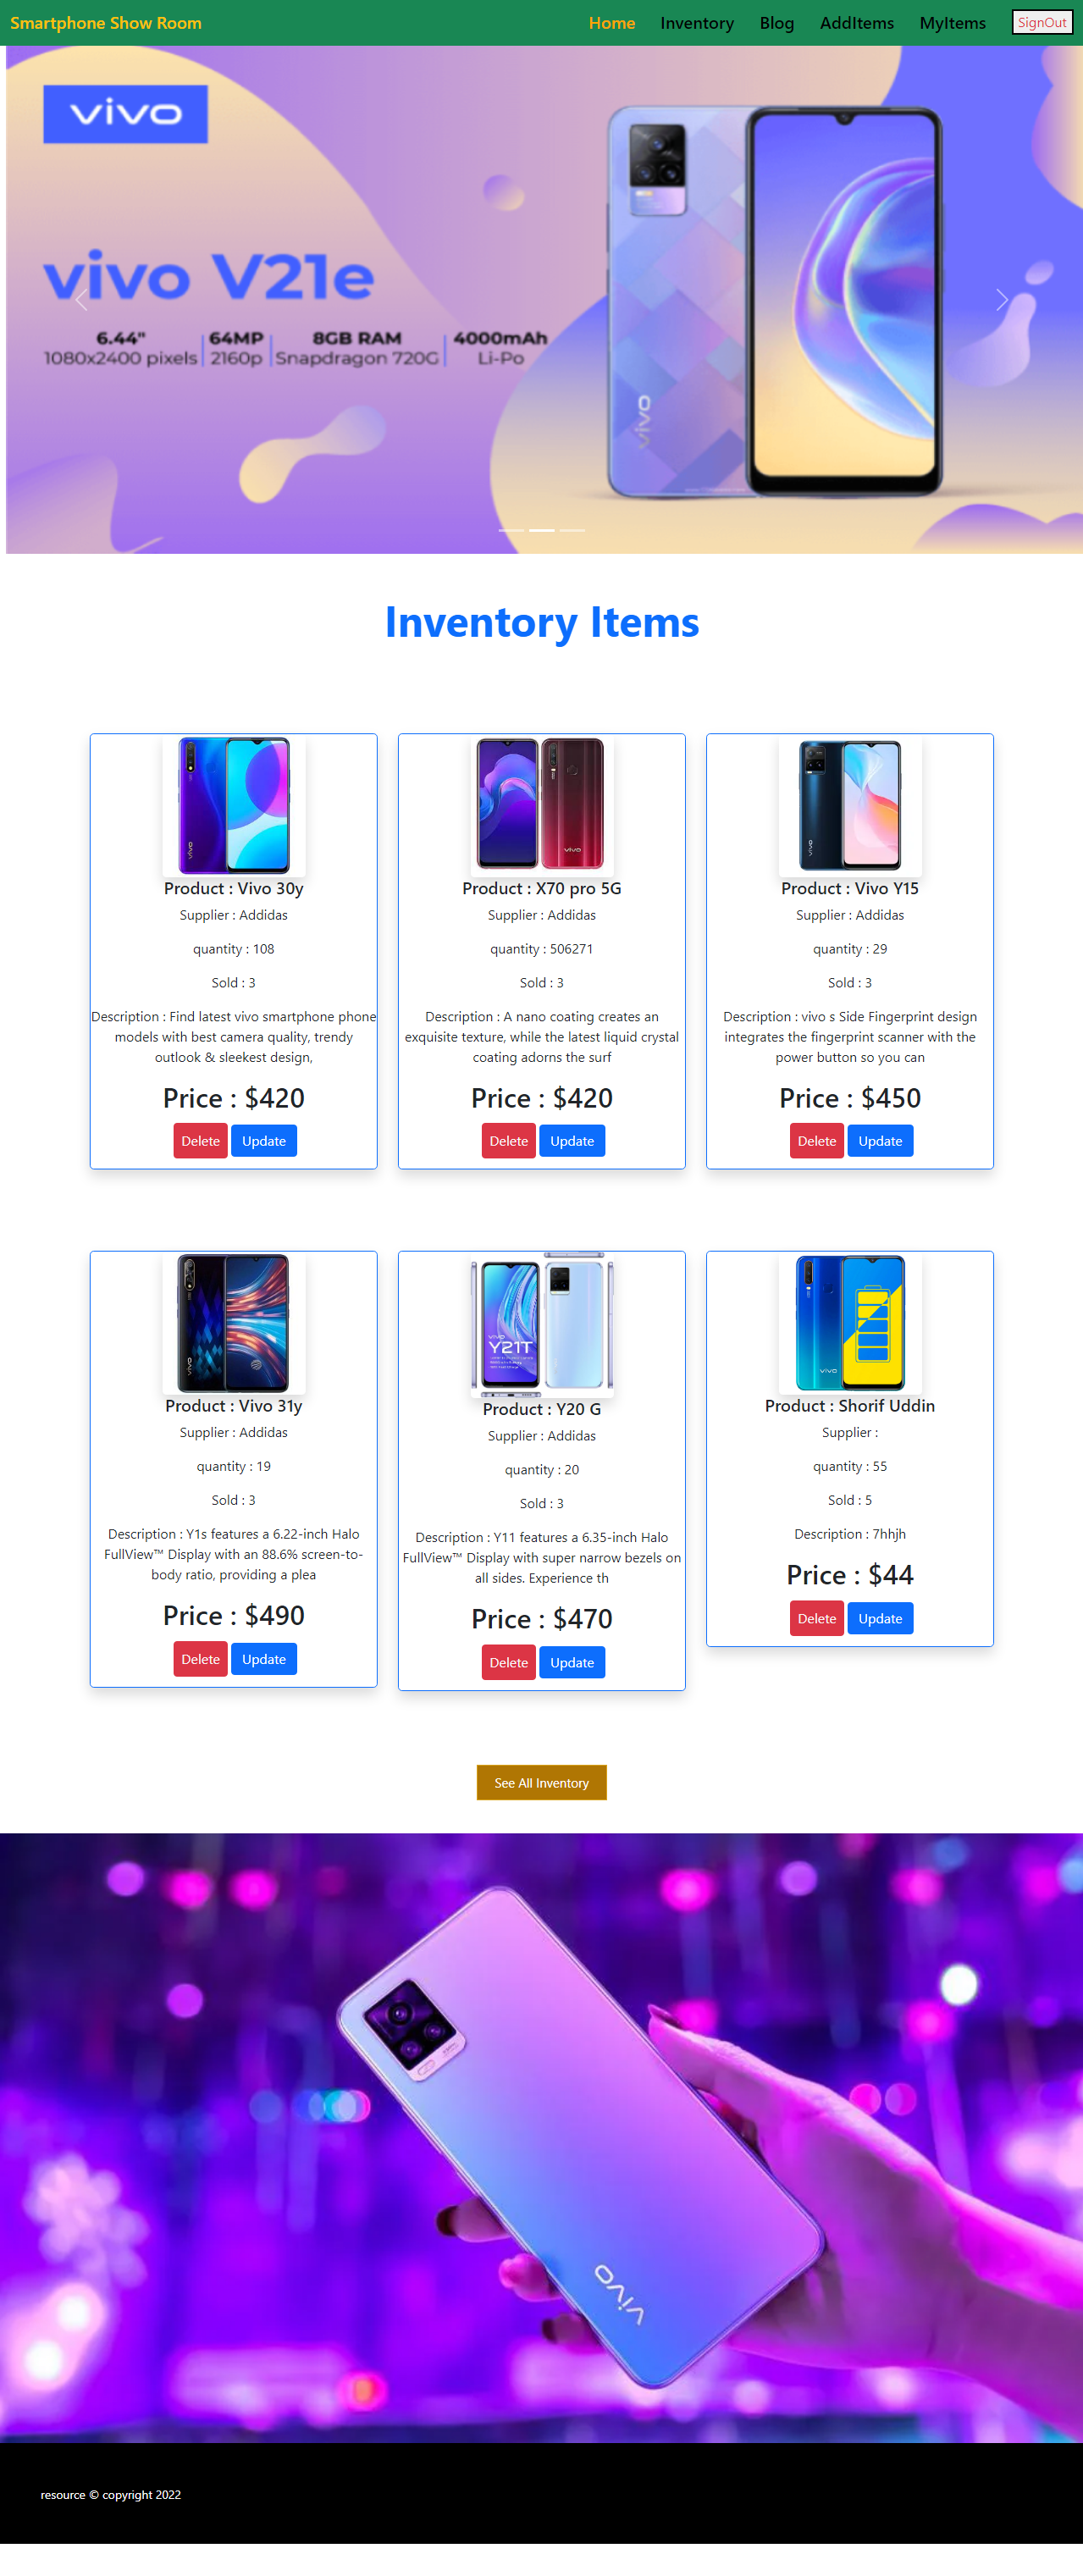 Smartphone Show Room
Home Inventory Blog AddItems MyItems SignOut
vivo
vivo V21e
6.44" 64MP 8GB RAM 4000mAh
1080x2400 pixels 2160p Snapdragon 720G Li-Po
vivo
Inventory Items
vivo
Product : Vivo 30y
Supplier : Addidas
quantity : 108
Sold : 3
Description : Find latest vivo smartphone phone
models with best camera quality, trendy
outlook & sleekest design,
Price : $420
Delete Update
vivo
Product : X70 pro 5G
Supplier : Addidas
quantity : 506271
Sold : 3
Description : A nano coating creates an
exquisite texture, while the latest liquid crystal
coating adorns the surf
Price : $420
Delete Update
vivo
Product : Vivo Y15
Supplier : Addidas
quantity : 29
Sold : 3
Description : vivo s Side Fingerprint design
integrates the fingerprint scanner with the
power button so you can
Price : $450
Delete Update
vivo
Product : Vivo 31y
Supplier : Addidas
quantity : 19
Sold : 3
Description : Y1s features a 6.22-inch Halo
FullView™ Display with an 88.6% screen-to-
body ratio, providing a plea
Price : $490
Delete Update
vivo
Y21T
Product : Y20 G
Supplier : Addidas
quantity : 20
Sold : 3
Description : Y11 features a 6.35-inch Halo
FullView™ Display with super narrow bezels on
all sides. Experience th
Price : $470
Delete Update
vivo
Product : Shorif Uddin
Supplier :
quantity : 55
Sold : 5
Description : 7hhjh
Price : $44
Delete Update
See All Inventory
vivo
resource © copyright 2022